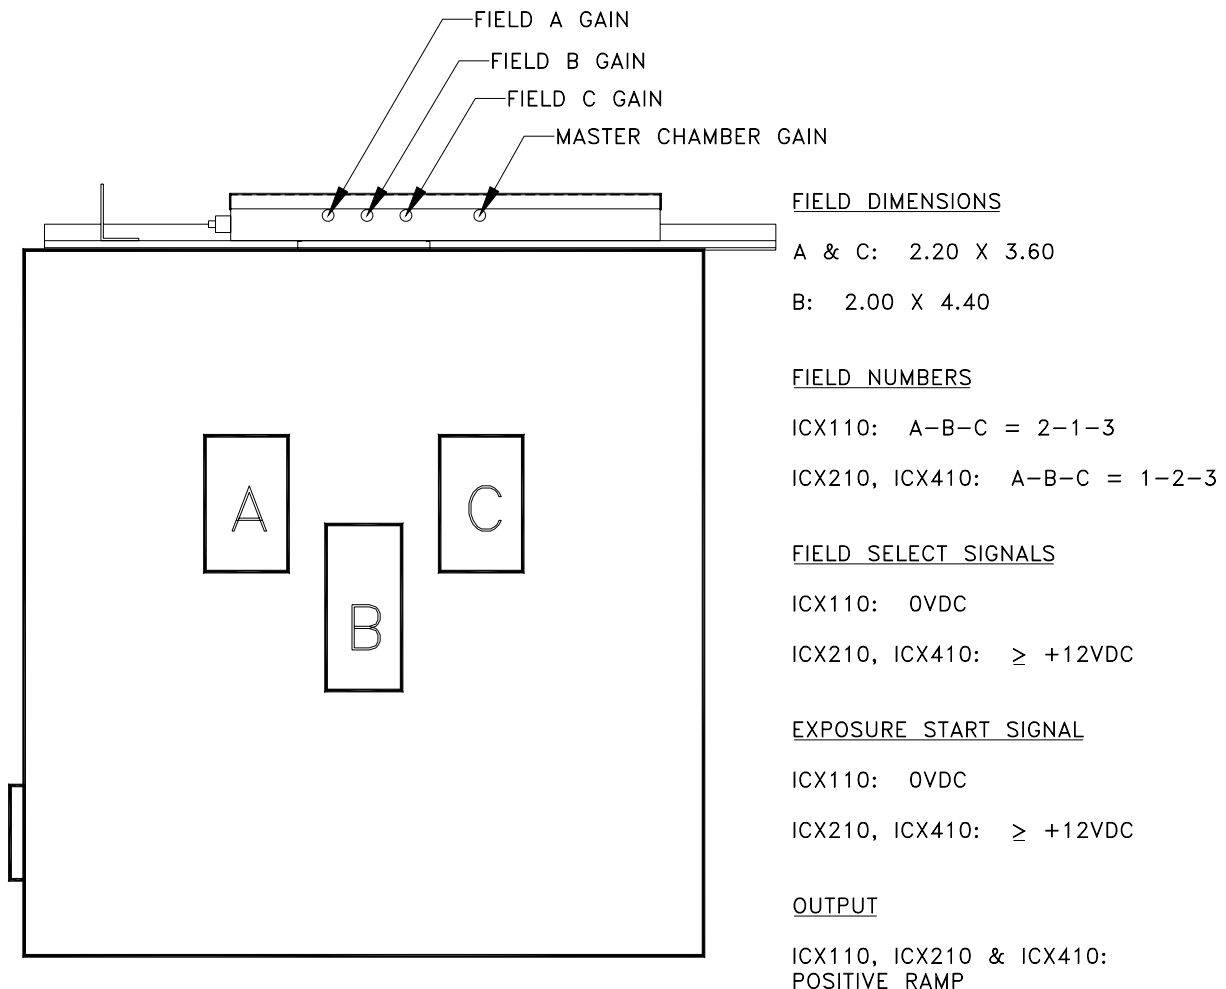 FIELD A GAIN
FIELD B GAIN
FIELD C GAIN
MASTER CHAMBER GAIN
FIELD DIMENSIONS
A & C: 2.20 X 3.60
B: 2.00 X 4.40
FIELD NUMBERS
ICX110: A-B-C = 2-1-3
ICX210, ICX410: A-B-C = 1-2-3
FIELD SELECT SIGNALS
ICX110: 0VDC
ICX210, ICX410: ≥ +12VDC
EXPOSURE START SIGNAL
ICX110: 0VDC
ICX210, ICX410: ≥ +12VDC
OUTPUT
ICX110, ICX210 & ICX410:
POSITIVE RAMP
A
C
B